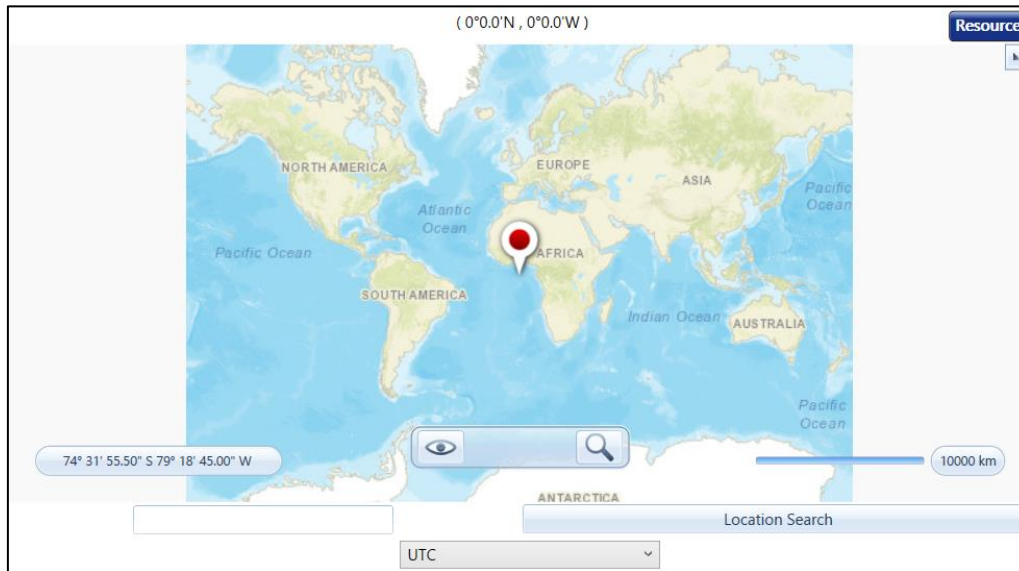 ( 0°0.0'N , 0°0.0'W )
Resource
NORTH AMERICA
EUROPE
ASIA
Pacific
Ocean
Atlantic
Ocean
Pacific Ocean
AFRICA
SOUTH AMERICA
Indian Ocean
AUSTRALIA
Pacific
Ocean
74° 31' 55.50" S 79° 18' 45.00" W
10000 km
ANTARCTICA
Location Search
UTC